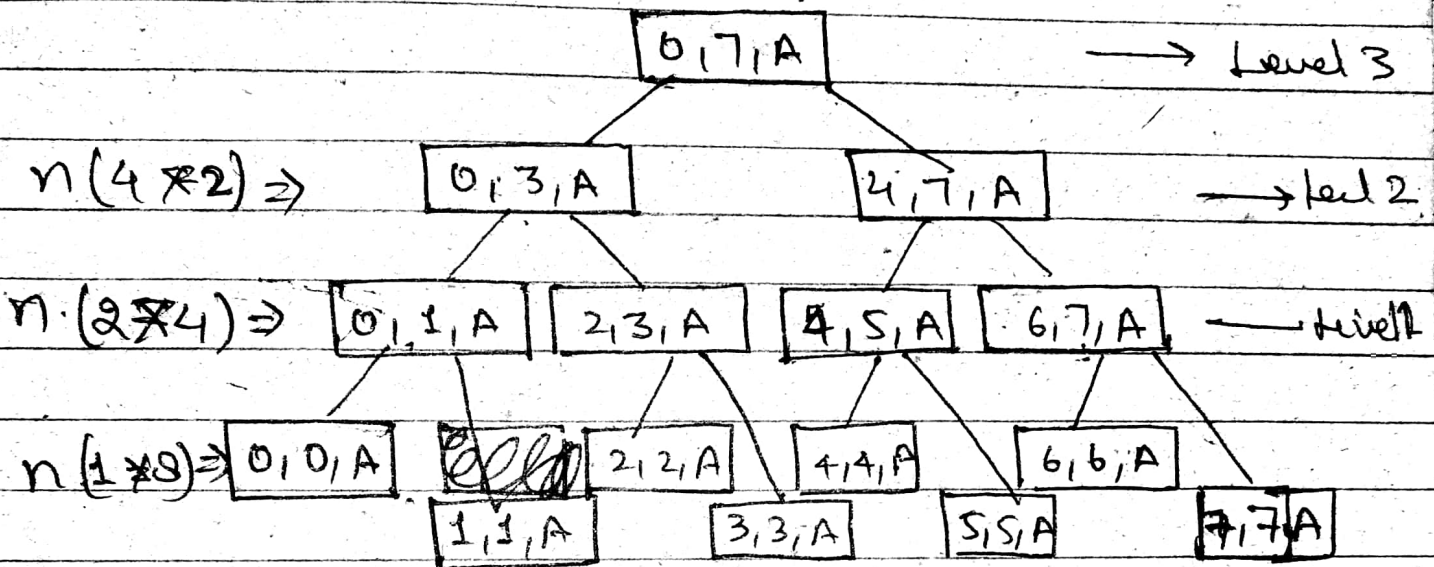 0,7,A → Level 3
n(4*2)⇒ 0,3,A 4,7,A → Level 2
n.(2*4)⇒ 0,1,A 2,3,A 4,5,A 6,7,A — Level 1
n(1*8)⇒ 0,0,A 2,2,A 4,4,A 6,6,A
1,1,A 3,3,A 5,5,A 7,7,A